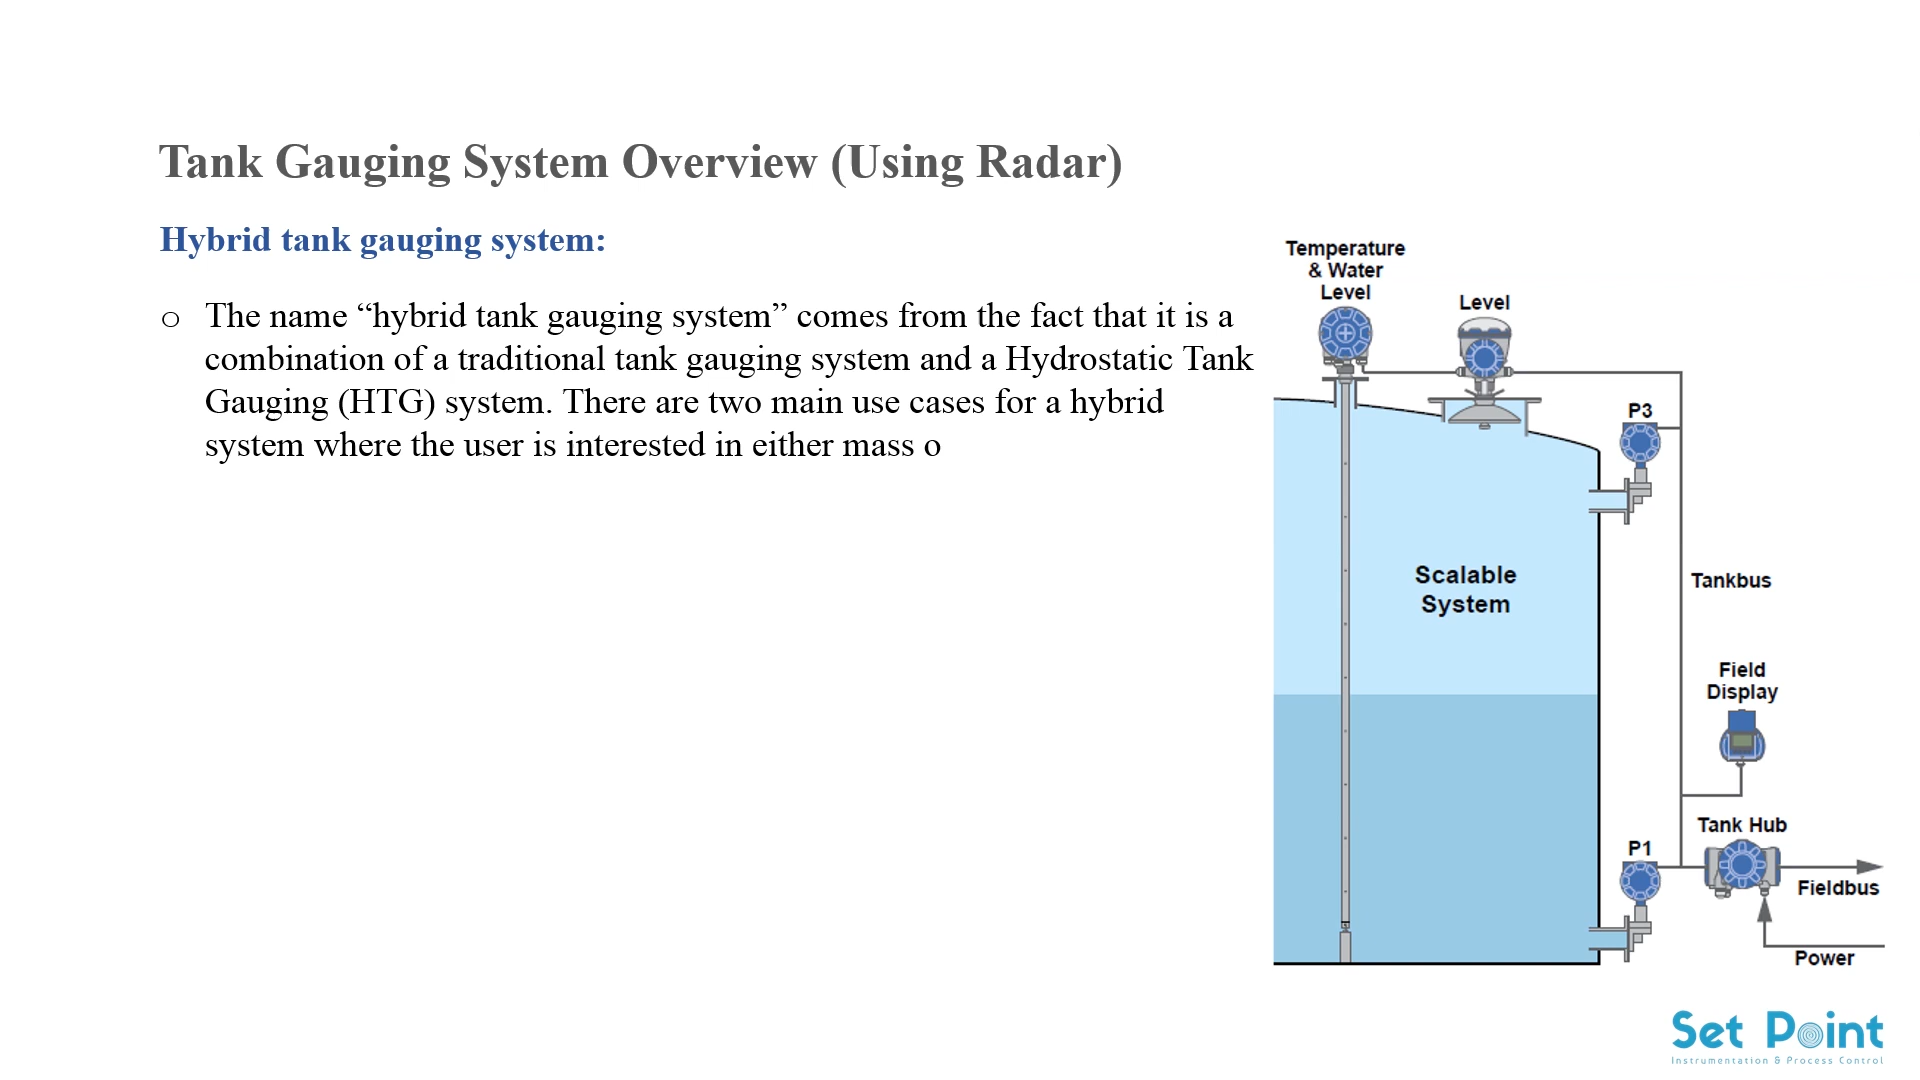 Tank Gauging System Overview (Using Radar)
Hybrid tank gauging system:
o The name “hybrid tank gauging system” comes from the fact that it is a
combination of a traditional tank gauging system and a Hydrostatic Tank
Gauging (HTG) system. There are two main use cases for a hybrid
system where the user is interested in either mass o
Temperature
& Water
Level
Level
P3
Scalable
System
Tankbus
Field
Display
Tank Hub
P1
Fieldbus
Power
Set Point
Instrumentation & Process Control